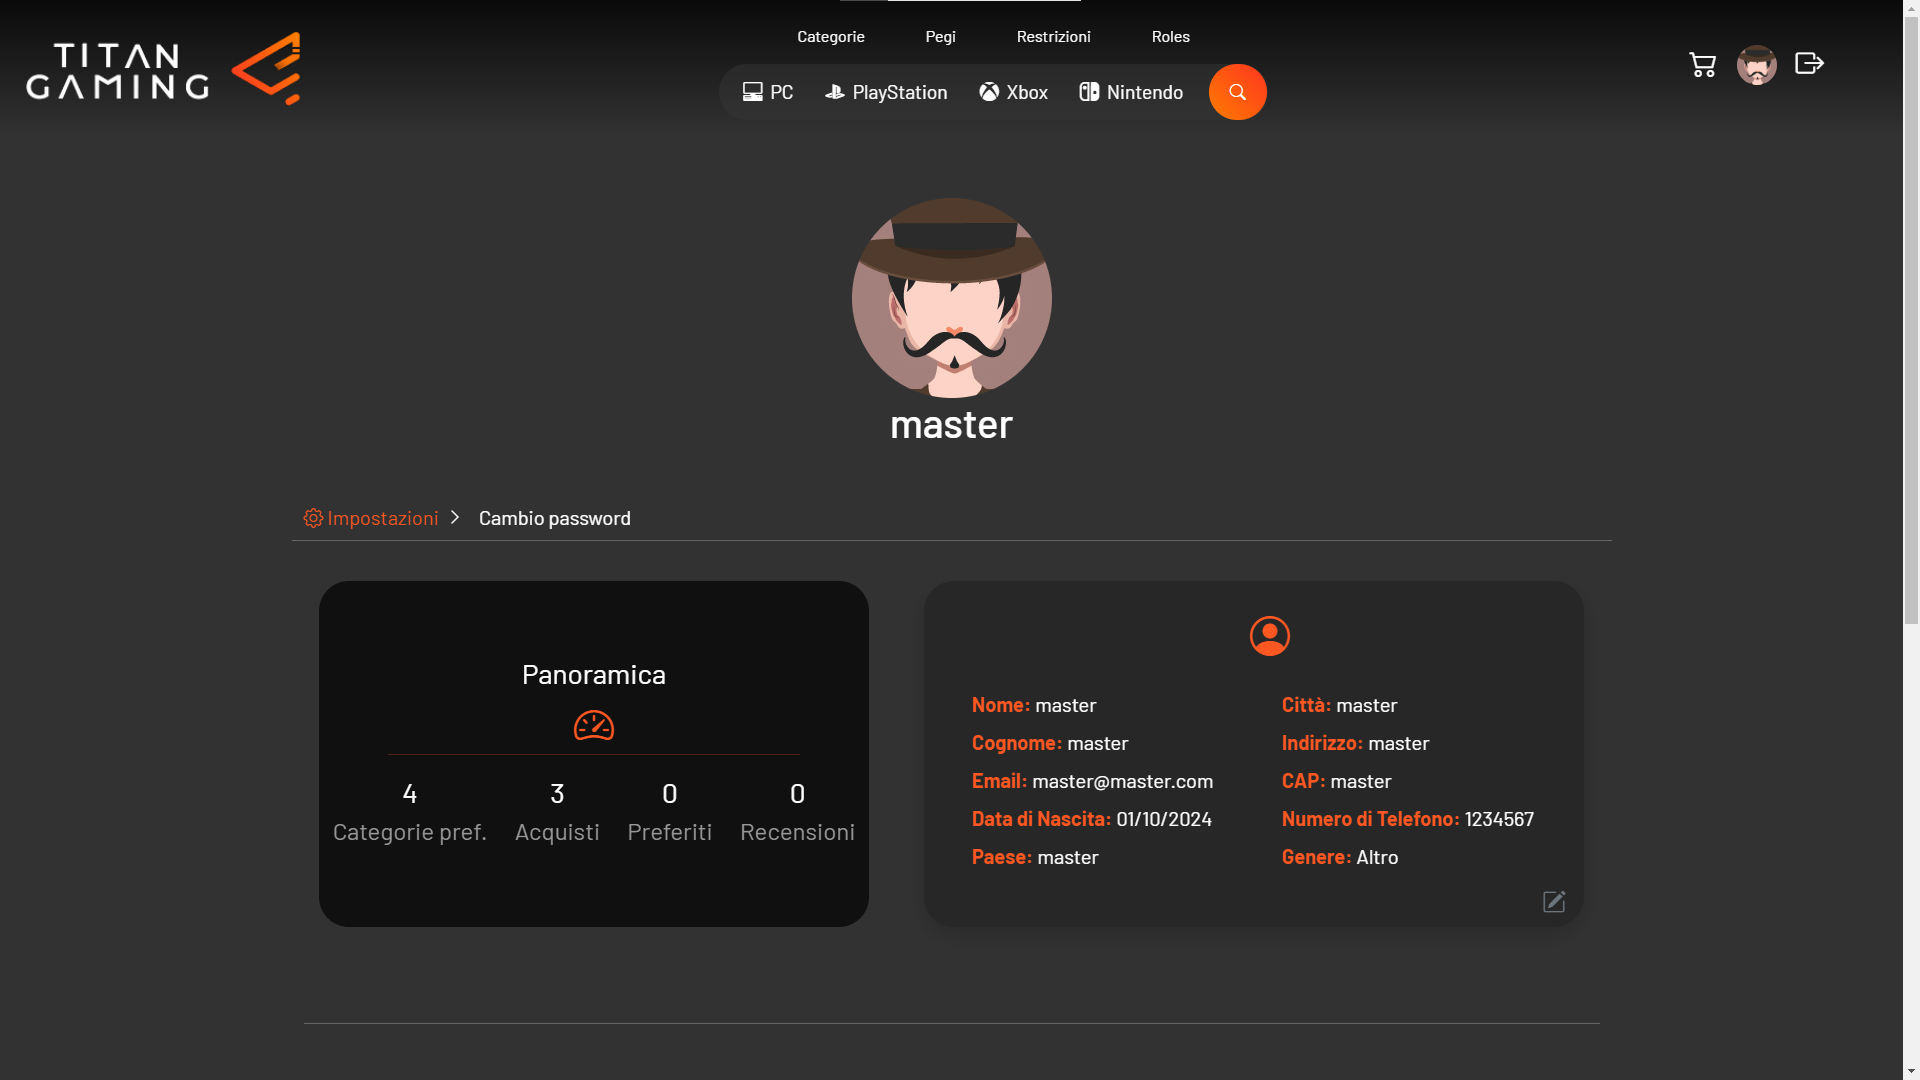 TITAN
GAMING
Categorie Pegi Restrizioni Roles
PC PlayStation Xbox Nintendo
master
Impostazioni Cambio password
Panoramica
4 3 0 0
Categorie pref. Acquisti Preferiti Recensioni
Nome: master
Cognome: master
Email: master@master.com
Data di Nascita: 01/10/2024
Paese: master
Città: master
Indirizzo: master
CAP: master
Numero di Telefono: 1234567
Genere: Altro